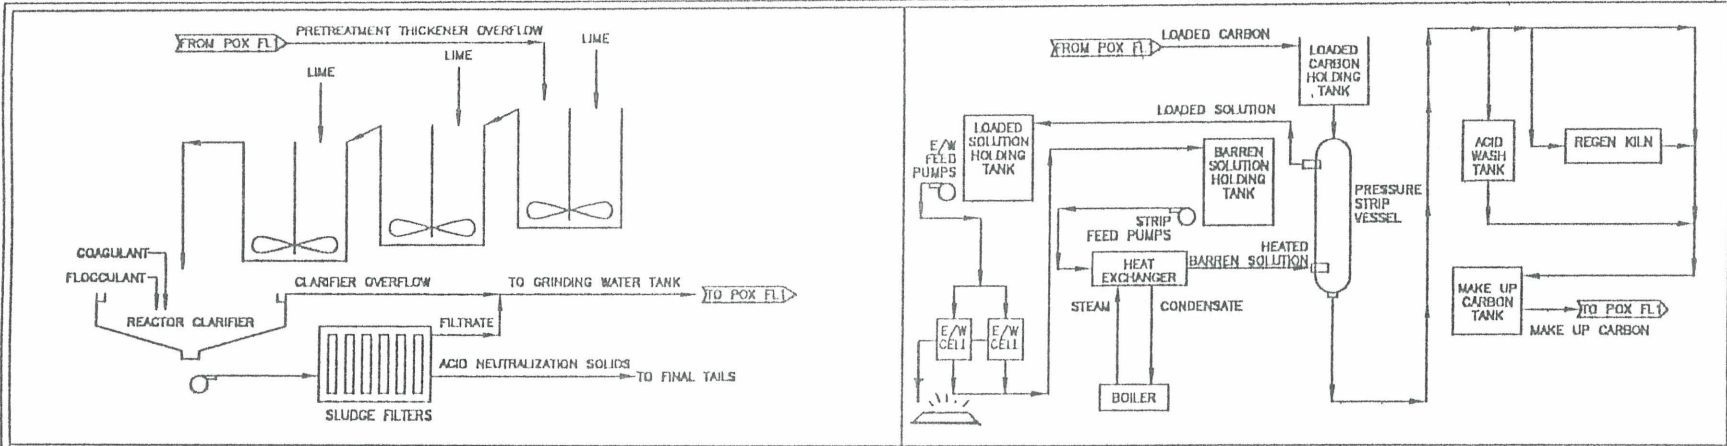 FROM POX FL1
PRETREATMENT THICKENER OVERFLOW
LIME
LIME
LIME
COAGULANT
FLOCCULANT
REACTOR CLARIFIER
CLARIFIER OVERFLOW
TO GRINDING WATER TANK
TO POX FL1
FILTRATE
ACID NEUTRALIZATION SOLIDS
TO FINAL TAILS
SLUDGE FILTERS
FROM POX FL1
LOADED CARBON
LOADED
CARBON
HOLDING
TANK
LOADED SOLUTION
LOADED
SOLUTION
HOLDING
TANK
E/W
FEED
PUMPS
BARREN
SOLUTION
HOLDING
TANK
STRIP
FEED PUMPS
PRESSURE
STRIP
VESSEL
HEAT
EXCHANGER
HEATED
BARREN SOLUTION
STEAM
CONDENSATE
E/W
CELL
E/W
CELL
BOILER
ACID
WASH
TANK
REGEN KILN
MAKE UP
CARBON
TANK
TO POX FL1
MAKE UP CARBON